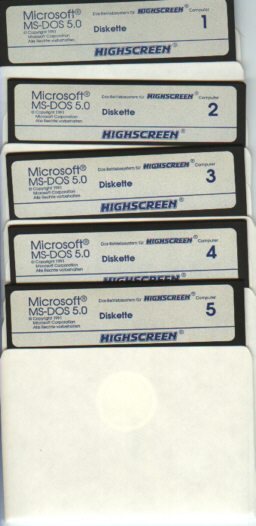 Microsoft®
MS-DOS 5.0
© Copyright 1991
Microsoft Corporation
Alle Rechte vorbehalten.
Das Betriebssystem für HIGHSCREEN® Computer
Diskette 1
HIGHSCREEN®
Microsoft®
MS-DOS 5.0
© Copyright 1991
Microsoft Corporation
Alle Rechte vorbehalten.
Das Betriebssystem für HIGHSCREEN® Computer
Diskette 2
HIGHSCREEN®
Microsoft®
MS-DOS 5.0
© Copyright 1991
Microsoft Corporation
Alle Rechte vorbehalten.
Das Betriebssystem für HIGHSCREEN® Computer
Diskette 3
HIGHSCREEN®
Microsoft®
MS-DOS 5.0
© Copyright 1991
Microsoft Corporation
Alle Rechte vorbehalten.
Das Betriebssystem für HIGHSCREEN® Computer
Diskette 4
HIGHSCREEN®
Microsoft®
MS-DOS 5.0
© Copyright 1991
Microsoft Corporation
Alle Rechte vorbehalten.
Das Betriebssystem für HIGHSCREEN® Computer
Diskette 5
HIGHSCREEN®